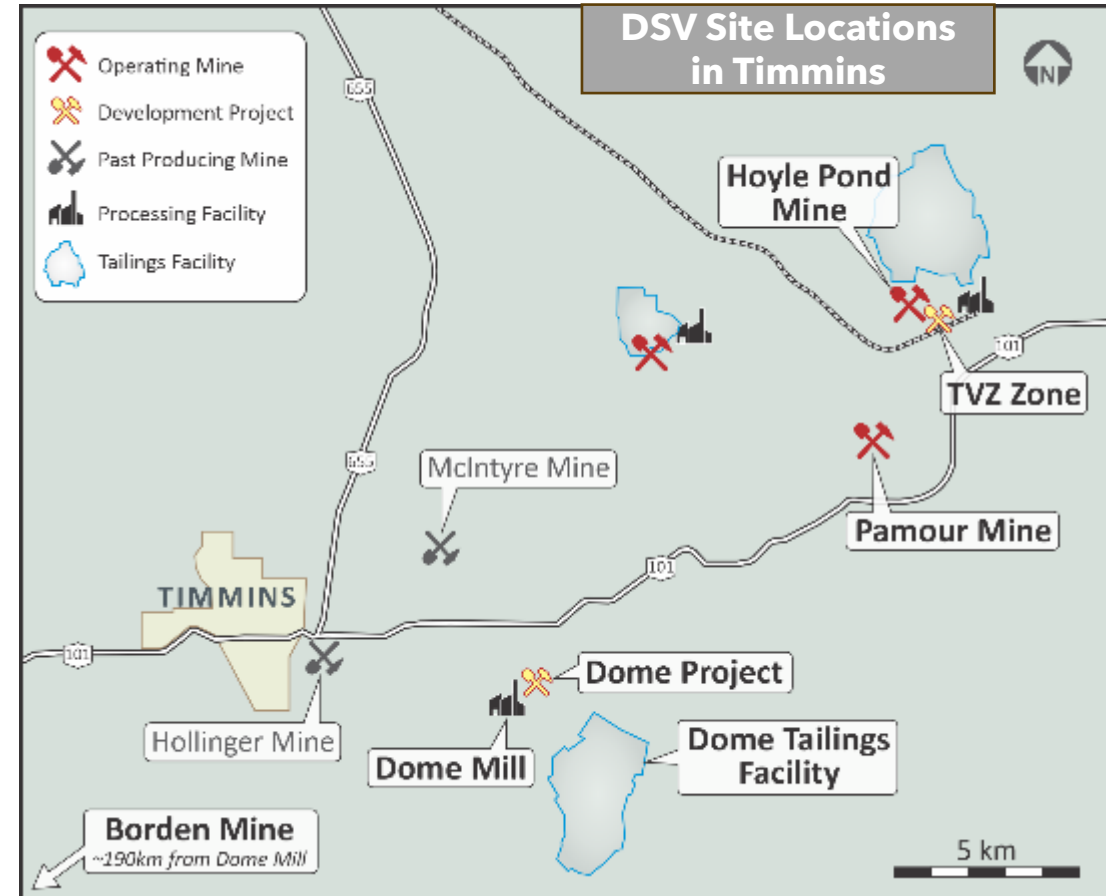 DSV Site Locations
in Timmins
N
Operating Mine
Development Project
Past Producing Mine
Processing Facility
Tailings Facility
655
Hoyle Pond
Mine
101
TVZ Zone
655
McIntyre Mine
Pamour Mine
101
TIMMINS
101
Dome Project
Hollinger Mine
Dome Mill
Dome Tailings
Facility
Borden Mine
~190km from Dome Mill
5 km